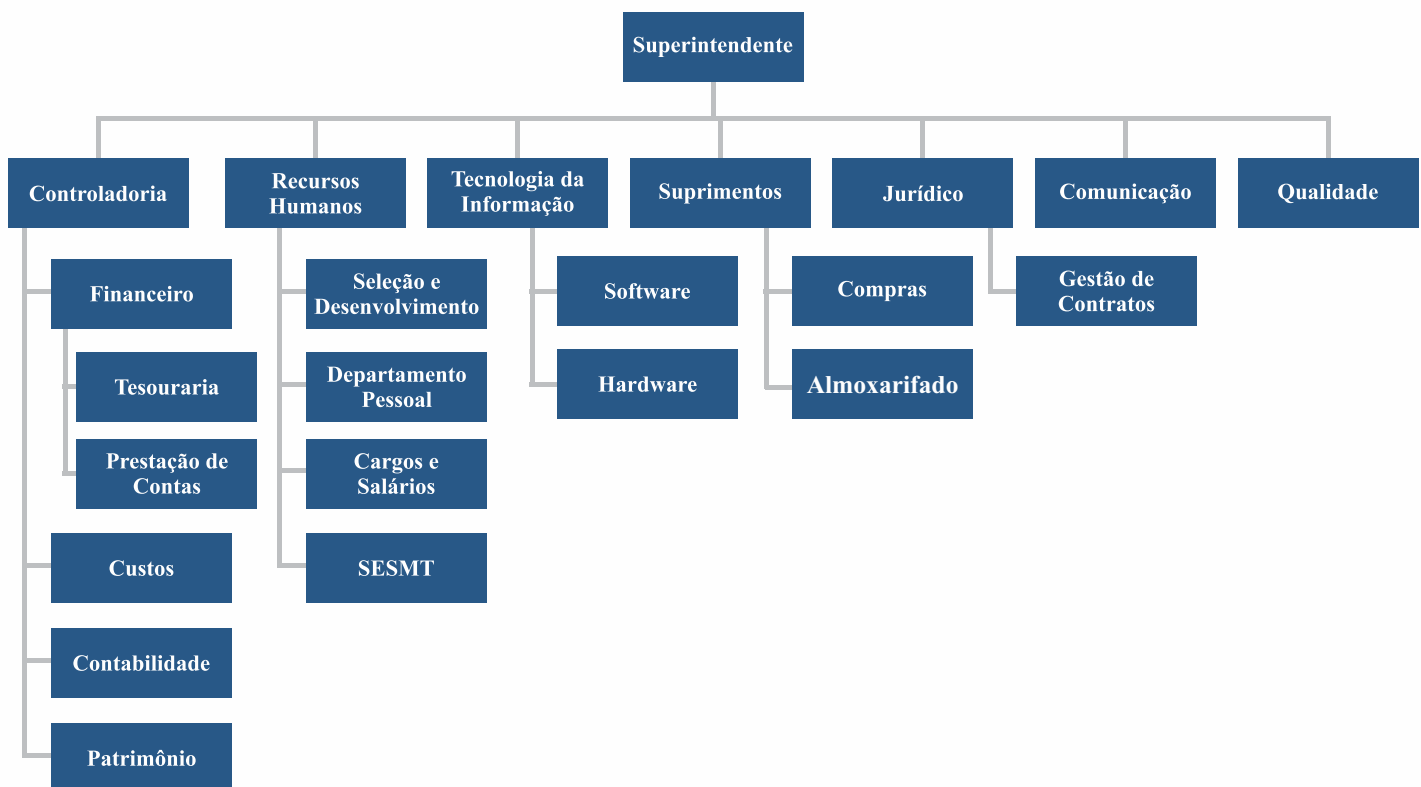 Superintendente
Controladoria
Recursos
Humanos
Tecnologia da
Informação
Suprimentos
Jurídico
Comunicação
Qualidade
Financeiro
Tesouraria
Prestação de
Contas
Custos
Contabilidade
Patrimônio
Seleção e
Desenvolvimento
Departamento
Pessoal
Cargos e
Salários
SESMT
Software
Hardware
Compras
Almoxarifado
Gestão de
Contratos